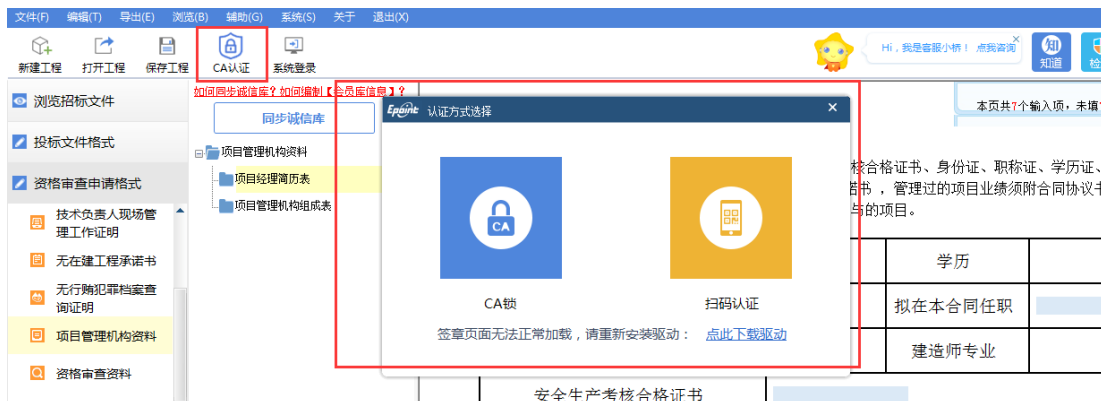 文件(F) 编辑(T) 导出(E) 浏览(B) 辅助(G) 系统(S) 关于 退出(X)
新建工程 打开工程 保存工程 CA认证 系统登录
Hi，我是客服小桥！ 点我咨询
知道
如何同步诚信库？如何编制【会员库信息】？
浏览招标文件
投标文件格式
资格审查申请格式
技术负责人现场管理工作证明
无在建工程承诺书
无行贿犯罪档案查询证明
项目管理机构资料
资格审查资料
同步诚信库
项目管理机构资料
项目经理简历表
项目管理机构组成表
Epoint 认证方式选择
CA
CA锁
扫码认证
签章页面无法正常加载，请重新安装驱动： 点此下载驱动
本页共7个输入项，未填
核合格证书、身份证、职称证、学历证、
诺书 ，管理过的项目业绩须附合同协议书
与的项目。
学历
拟在本合同任职
建造师专业
安全生产考核合格证书